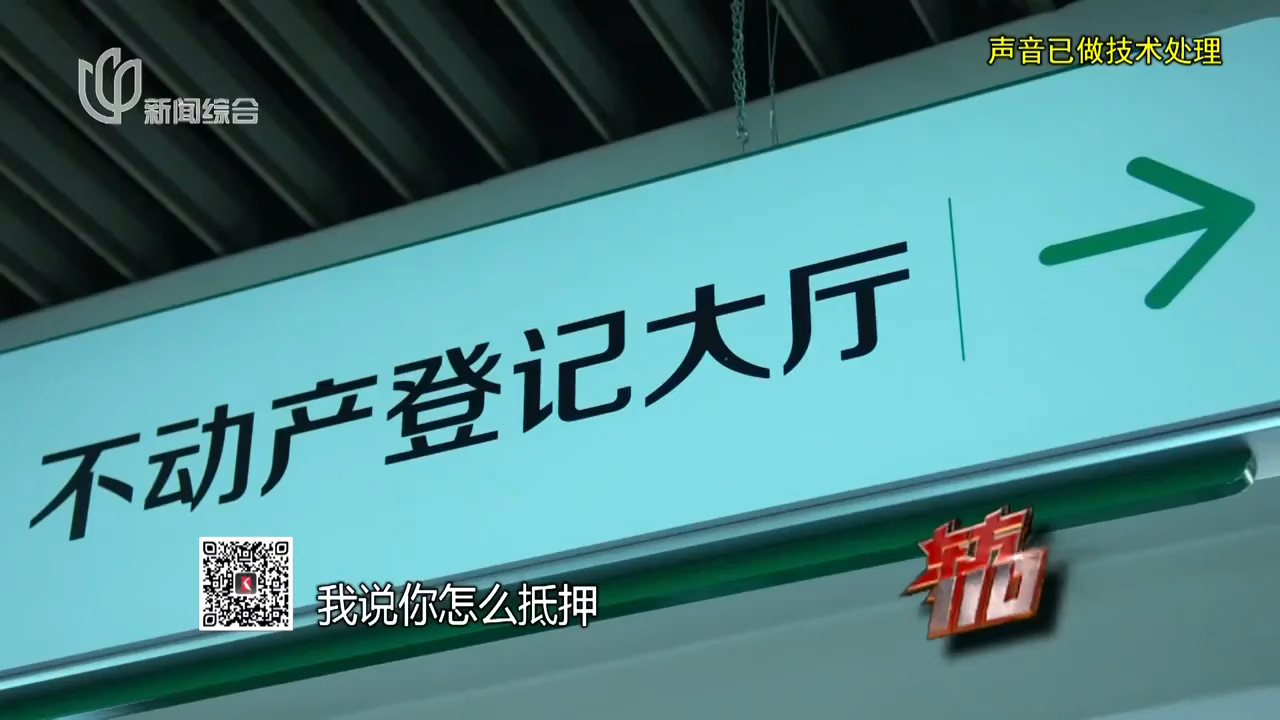 声音已做技术处理
新闻综合
不动产登记大厅
我说你怎么抵押